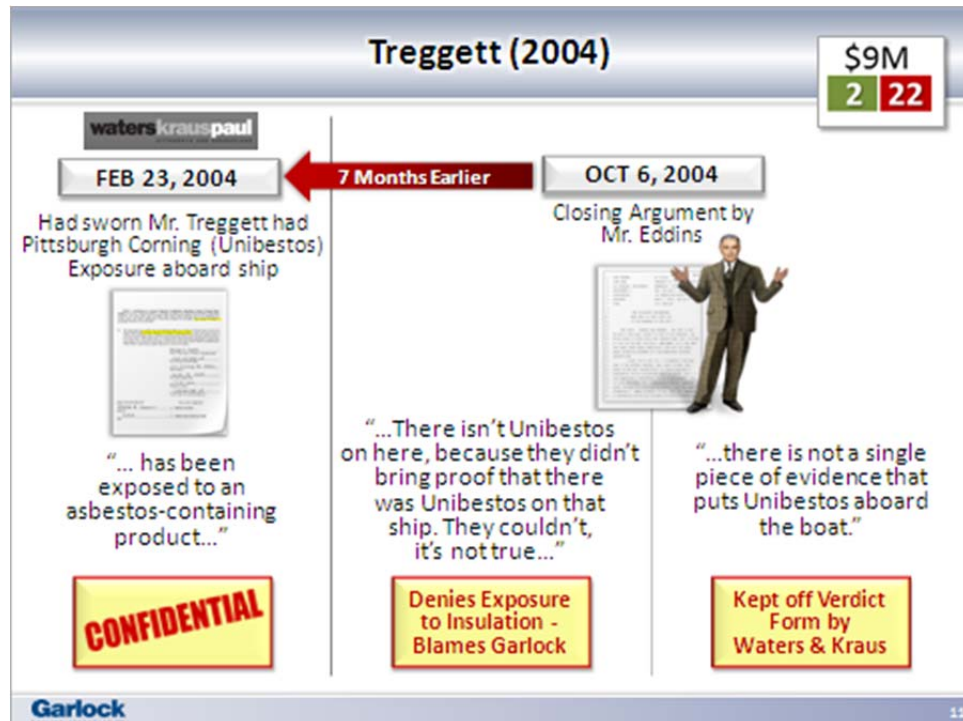 Treggett (2004)
$9M
2 22
waterskrauspaul
FEB 23, 2004
7 Months Earlier
OCT 6, 2004
Had sworn Mr. Treggett had
Pittsburgh Corning (Unibestos)
Exposure aboard ship
Closing Argument by
Mr. Eddins
“... has been
exposed to an
asbestos-containing
product...”
“...There isn’t Unibestos
on here, because they didn’t
bring proof that there
was Unibestos on that
ship. They couldn’t,
it’s not true...”
“...there is not a single
piece of evidence that
puts Unibestos aboard
the boat.”
CONFIDENTIAL
Denies Exposure
to Insulation -
Blames Garlock
Kept off Verdict
Form by
Waters & Kraus
Garlock
11